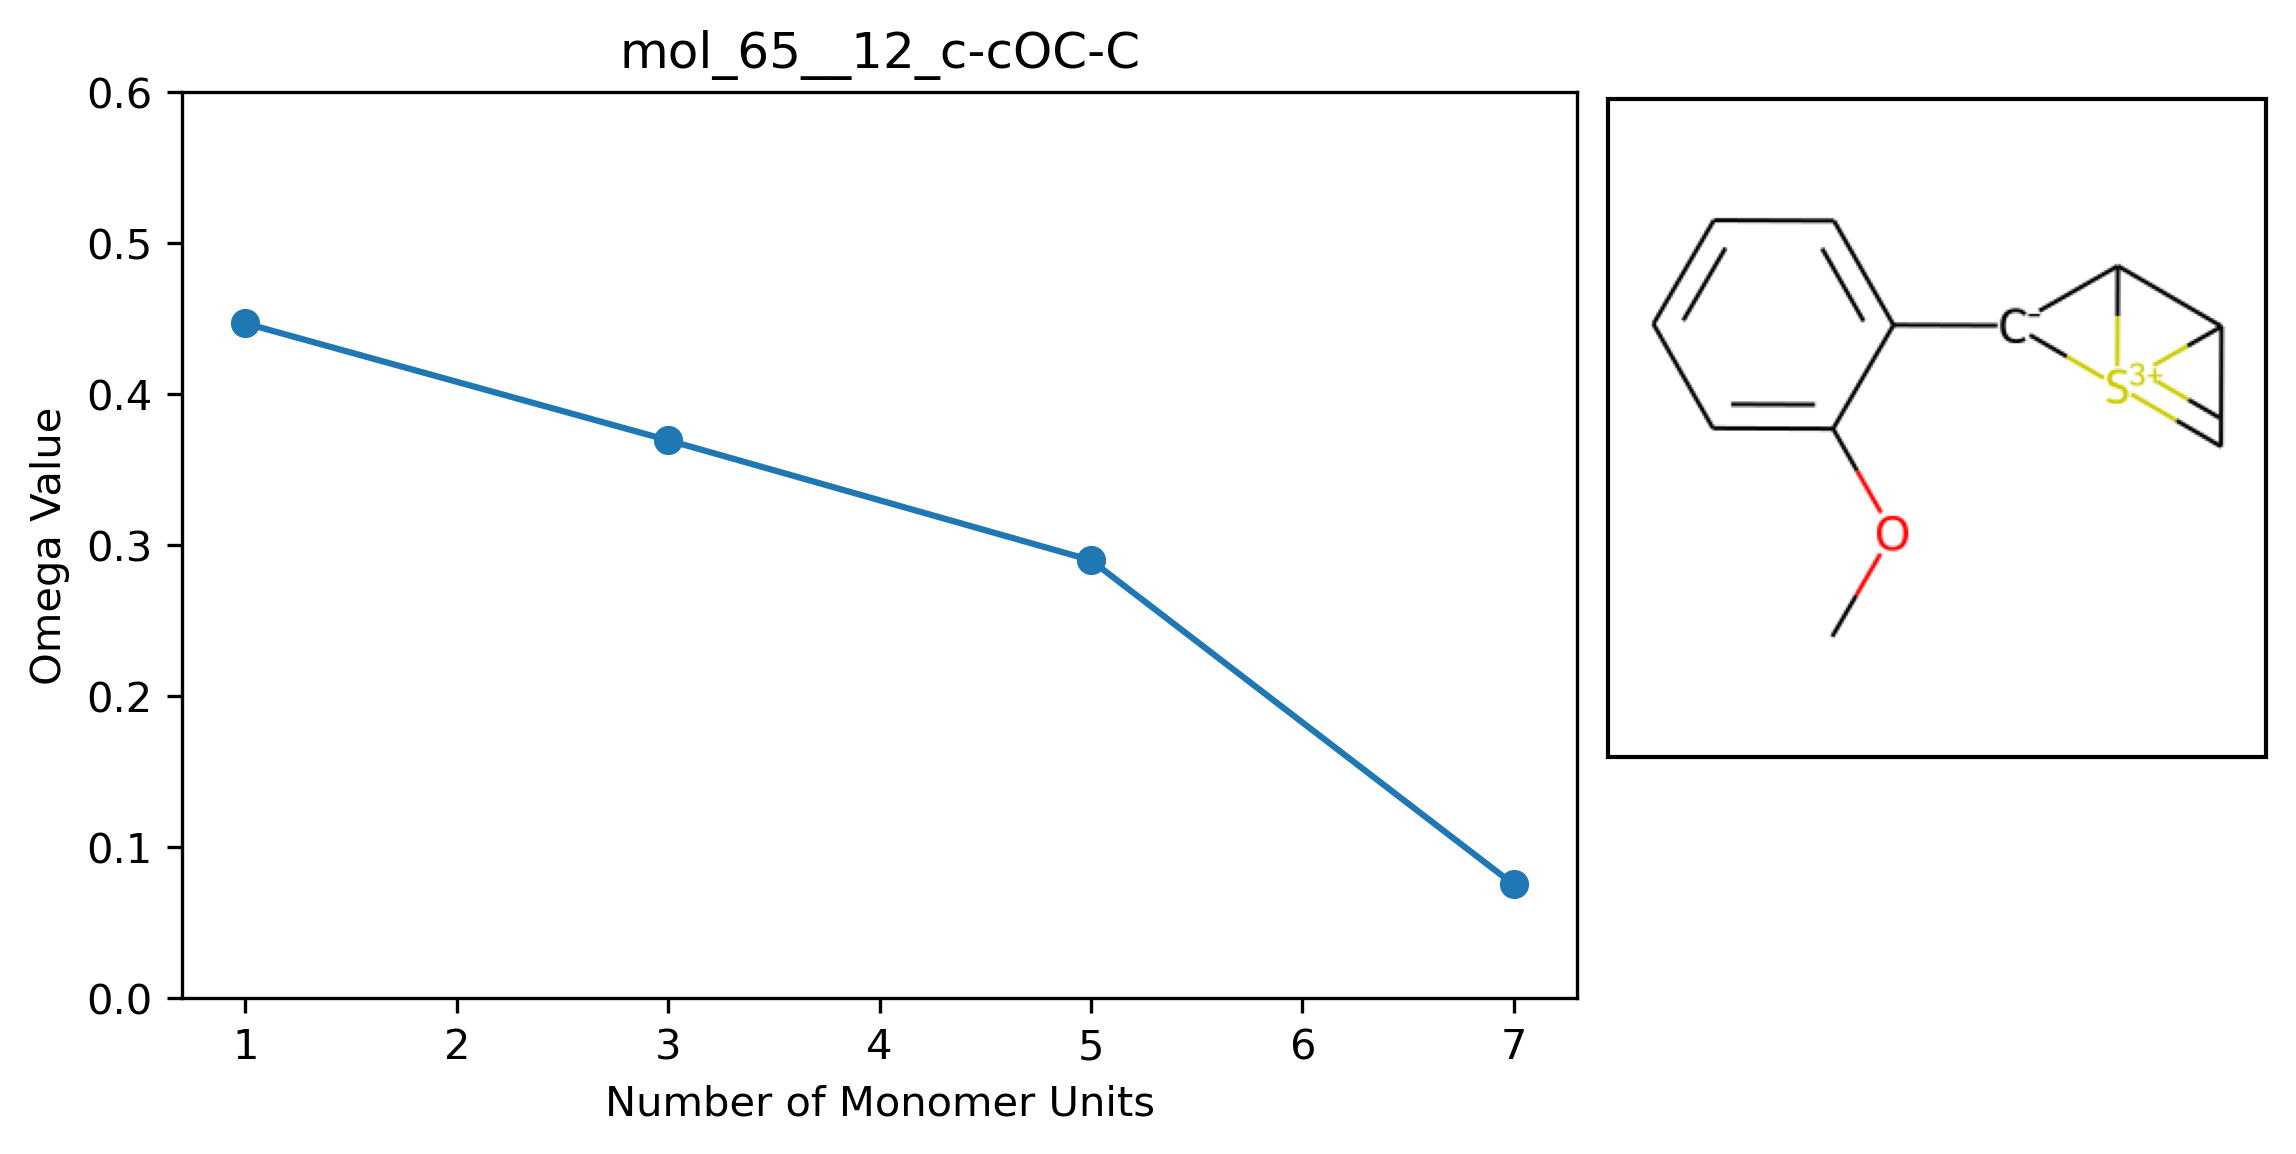 mol_65__12_c-cOC-C
Omega Value
0.6
0.5
0.4
0.3
0.2
0.1
0.0
1 2 3 4 5 6 7
Number of Monomer Units
C⁻
S³⁺
O